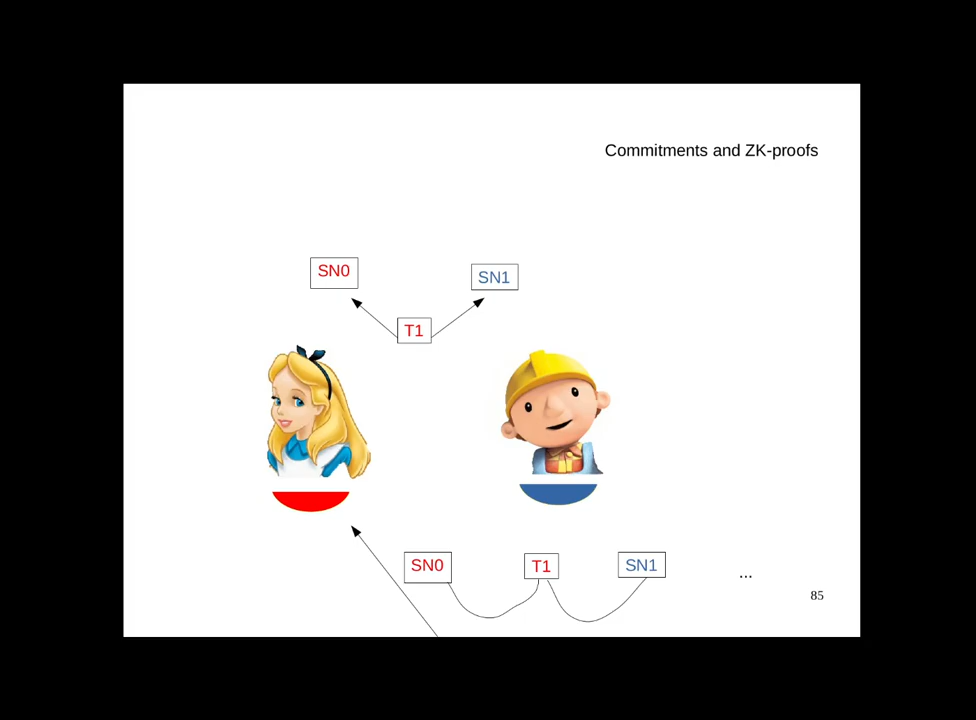 Commitments and ZK-proofs
SN0
SN1
T1
SN0
T1
SN1
...
85